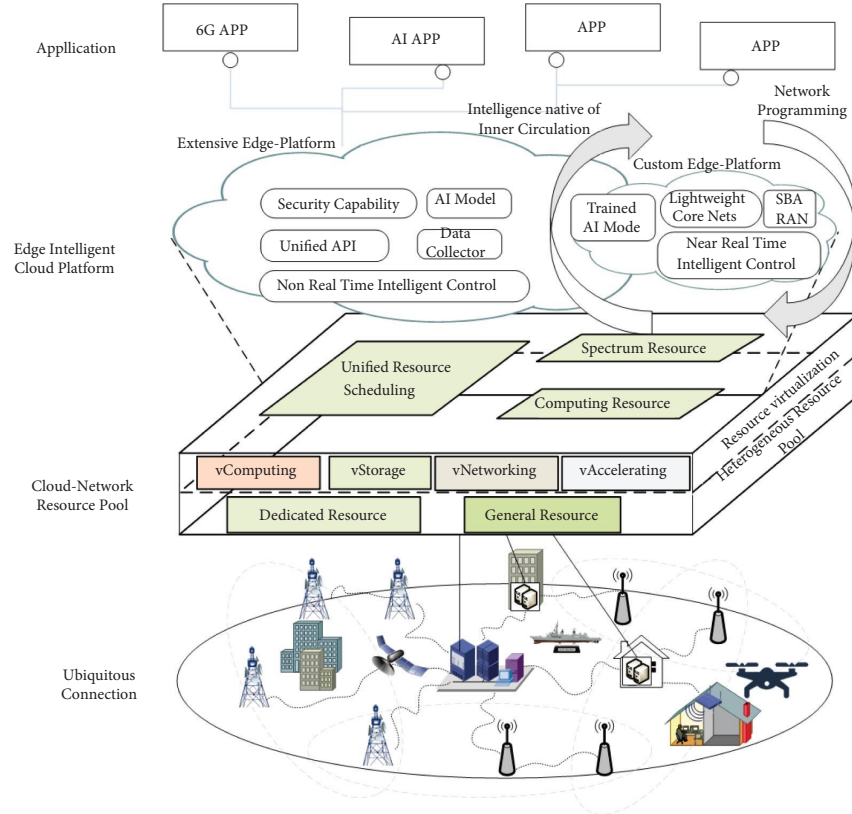 Appllication
6G APP
AI APP
APP
APP
Intelligence native of
Inner Circulation
Network
Programming
Extensive Edge-Platform
Custom Edge-Platform
Edge Intelligent
Cloud Platform
Security Capability
AI Model
Unified API
Data
Collector
Non Real Time Intelligent Control
Trained
AI Mode
Lightweight
Core Nets
SBA
RAN
Near Real Time
Intelligent Control
Unified Resource
Scheduling
Spectrum Resource
Computing Resource
Resource virtualization
Heterogeneous Resource
Pool
Cloud-Network
Resource Pool
vComputing
vStorage
vNetworking
vAccelerating
Dedicated Resource
General Resource
Ubiquitous
Connection